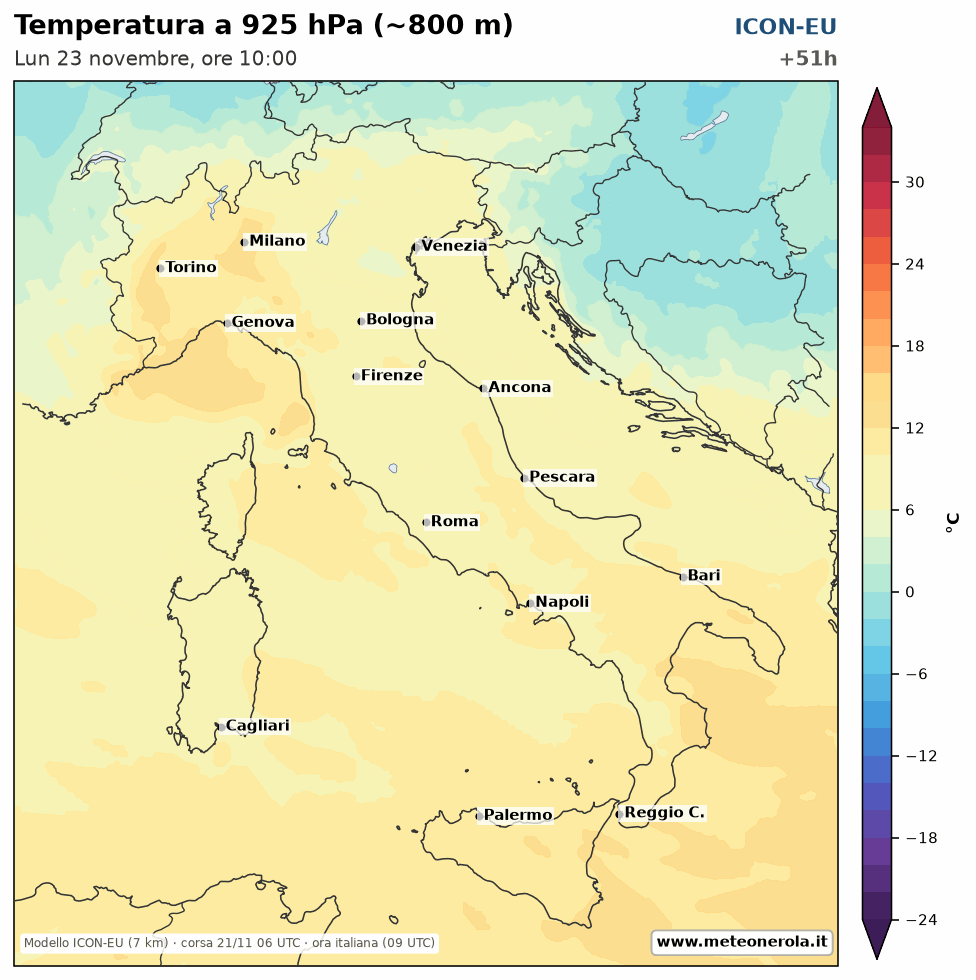 Temperatura a 925 hPa (~800 m)
ICON-EU
Lun 23 novembre, ore 10:00
+51h
Milano
Venezia
Torino
Genova
Bologna
Firenze
Ancona
Pescara
Roma
Bari
Napoli
Cagliari
Palermo
Reggio C.
30
24
18
12
6
0
−6
−12
−18
−24
°C
Modello ICON-EU (7 km) · corsa 21/11 06 UTC · ora italiana (09 UTC)
www.meteonerola.it